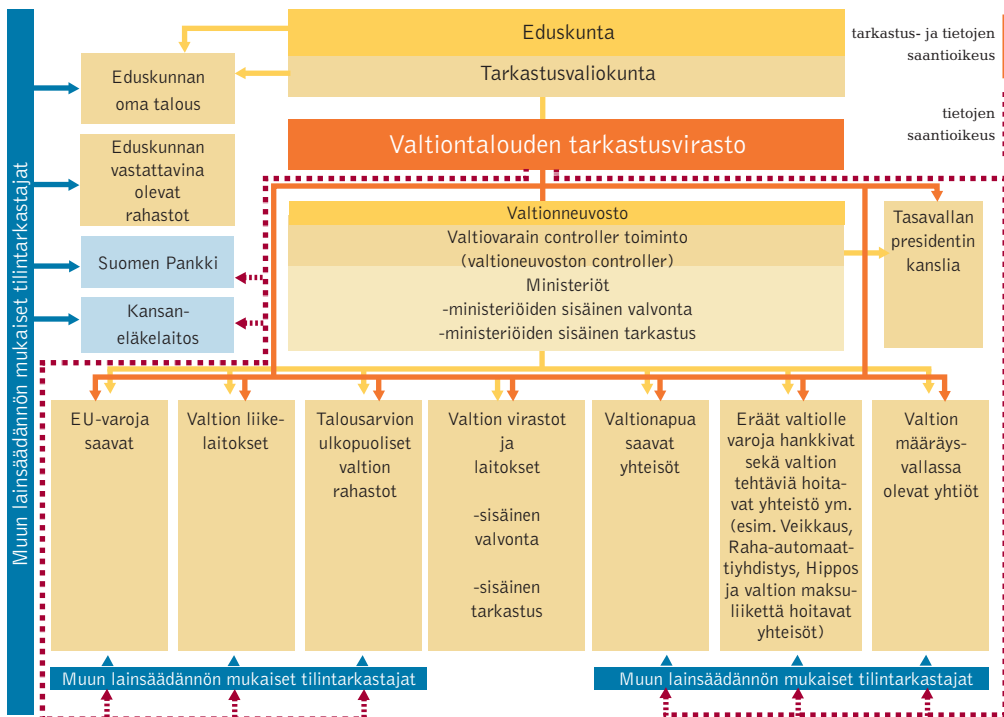 Eduskunta
Tarkastusvaliokunta
tarkastus- ja tietojen
saantioikeus
tietojen
saantioikeus
Muun lainsäädännön mukaiset tilintarkastajat
Eduskunnan
oma talous
Eduskunnan
vastattavina
olevat
rahastot
Suomen Pankki
Kansan-
eläkelaitos
Valtiontalouden tarkastusvirasto
Valtionneuvosto
Valtiovarain controller toiminto
(valtioneuvoston controller)
Ministeriöt
-ministeriöiden sisäinen valvonta
-ministeriöiden sisäinen tarkastus
Tasavallan
presidentin
kanslia
EU-varoja
saavat
Valtion liike-
laitokset
Talousarvion
ulkopuoliset
valtion
rahastot
Valtion virastot
ja
laitokset
-sisäinen
valvonta
-sisäinen
tarkastus
Valtionapua
saavat
yhteisöt
Eräät valtiolle
varoja hankkivat
sekä valtion
tehtäviä hoita-
vat yhteistö ym.
(esim. Veikkaus,
Raha-automaat-
tiyhdistys, Hippos
ja valtion maksu-
liikettä hoitavat
yhteisöt)
Valtion
määräys-
vallassa
olevat yhtiöt
Muun lainsäädännön mukaiset tilintarkastajat
Muun lainsäädännön mukaiset tilintarkastajat